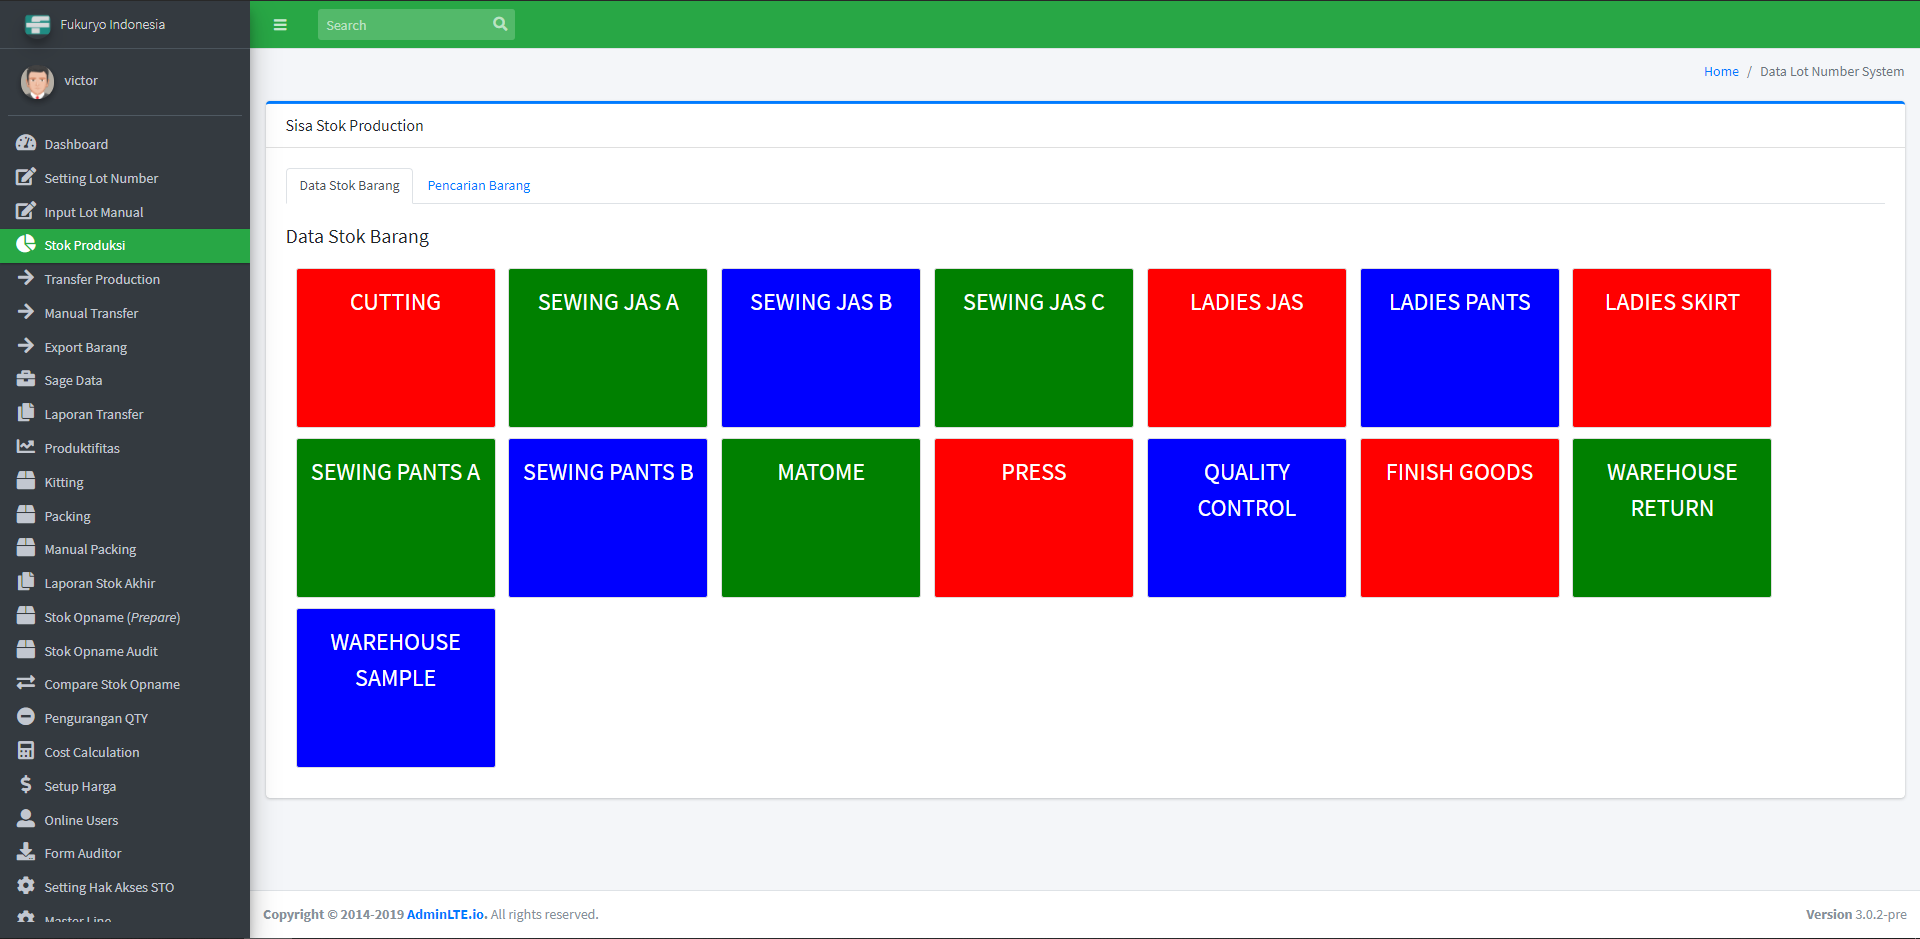 Fukuryo Indonesia
Search
victor
Home / Data Lot Number System
Sisa Stok Production
Data Stok Barang
Pencarian Barang
Data Stok Barang
CUTTING
SEWING JAS A
SEWING JAS B
SEWING JAS C
LADIES JAS
LADIES PANTS
LADIES SKIRT
SEWING PANTS A
SEWING PANTS B
MATOME
PRESS
QUALITY
CONTROL
FINISH GOODS
WAREHOUSE
RETURN
WAREHOUSE
SAMPLE
Dashboard
Setting Lot Number
Input Lot Manual
Stok Produksi
Transfer Production
Manual Transfer
Export Barang
Sage Data
Laporan Transfer
Produktifitas
Kitting
Packing
Manual Packing
Laporan Stok Akhir
Stok Opname (Prepare)
Stok Opname Audit
Compare Stok Opname
Pengurangan QTY
Cost Calculation
Setup Harga
Online Users
Form Auditor
Setting Hak Akses STO
Master Line
Copyright © 2014-2019 AdminLTE.io. All rights reserved.
Version 3.0.2-pre